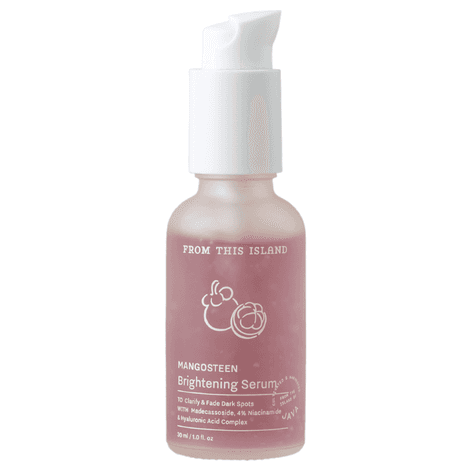 FROM THIS ISLAND
MANGOSTEEN
Brightening Serum
TO Clarify & Fade Dark Spots
WITH Madecassoside, 4% Niacinamide
& Hyaluronic Acid Complex
30 ml / 1.0 fl. oz
JAVA